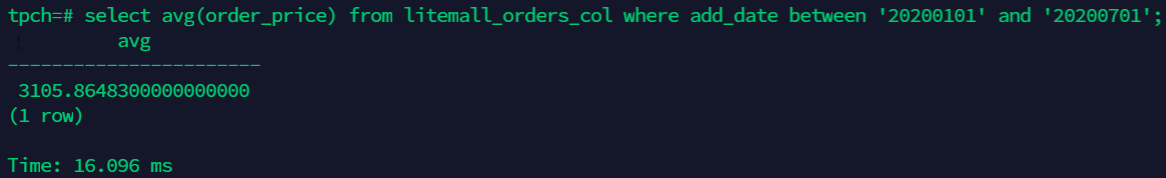 tpch=# select avg(order_price) from litemall_orders_col where add_date between '20200101' and '20200701';
avg
-----------------------
3105.8648300000000000
(1 row)
Time: 16.096 ms